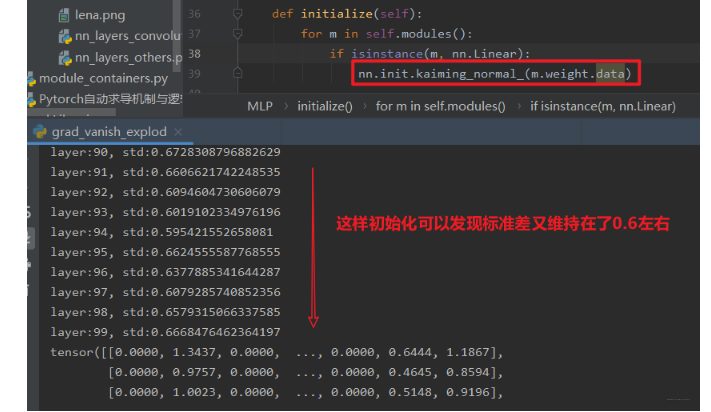 lena.png
nn_layers_convolu
nn_layers_others.p
module_containers.py
Pytorch自动求导机制与逻辑
36 def initialize(self):
37 for m in self.modules():
38 if isinstance(m, nn.Linear):
39 nn.init.kaiming_normal_(m.weight.data)
MLP > initialize() > for m in self.modules() > if isinstance(m, nn.Linear)
grad_vanish_explod ×
layer:90, std:0.6728308796882629
layer:91, std:0.6606621742248535
layer:92, std:0.6094604730606079
layer:93, std:0.6019102334976196
layer:94, std:0.595421552658081
layer:95, std:0.6624555587768555
layer:96, std:0.6377885341644287
layer:97, std:0.6079285740852356
layer:98, std:0.6579315066337585
layer:99, std:0.6668476462364197
tensor([[0.0000, 1.3437, 0.0000, ..., 0.0000, 0.6444, 1.1867],
[0.0000, 0.9757, 0.0000, ..., 0.0000, 0.4645, 0.8594],
[0.0000, 1.0023, 0.0000, ..., 0.0000, 0.5148, 0.9196],
这样初始化可以发现标准差又维持在了0.6左右